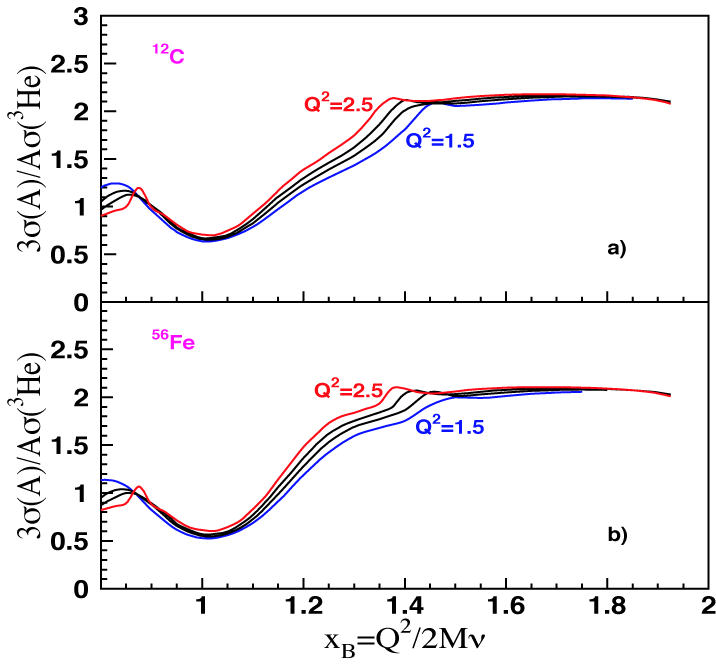 3
¹²C
2.5
Q²=2.5
2
Q²=1.5
1.5
1
0.5
a)
0
3σ(A)/Aσ(³He)
⁵⁶Fe
2.5
Q²=2.5
2
Q²=1.5
1.5
1
0.5
b)
0
3σ(A)/Aσ(³He)
1 1.2 1.4 1.6 1.8 2
x_B=Q²/2Mν